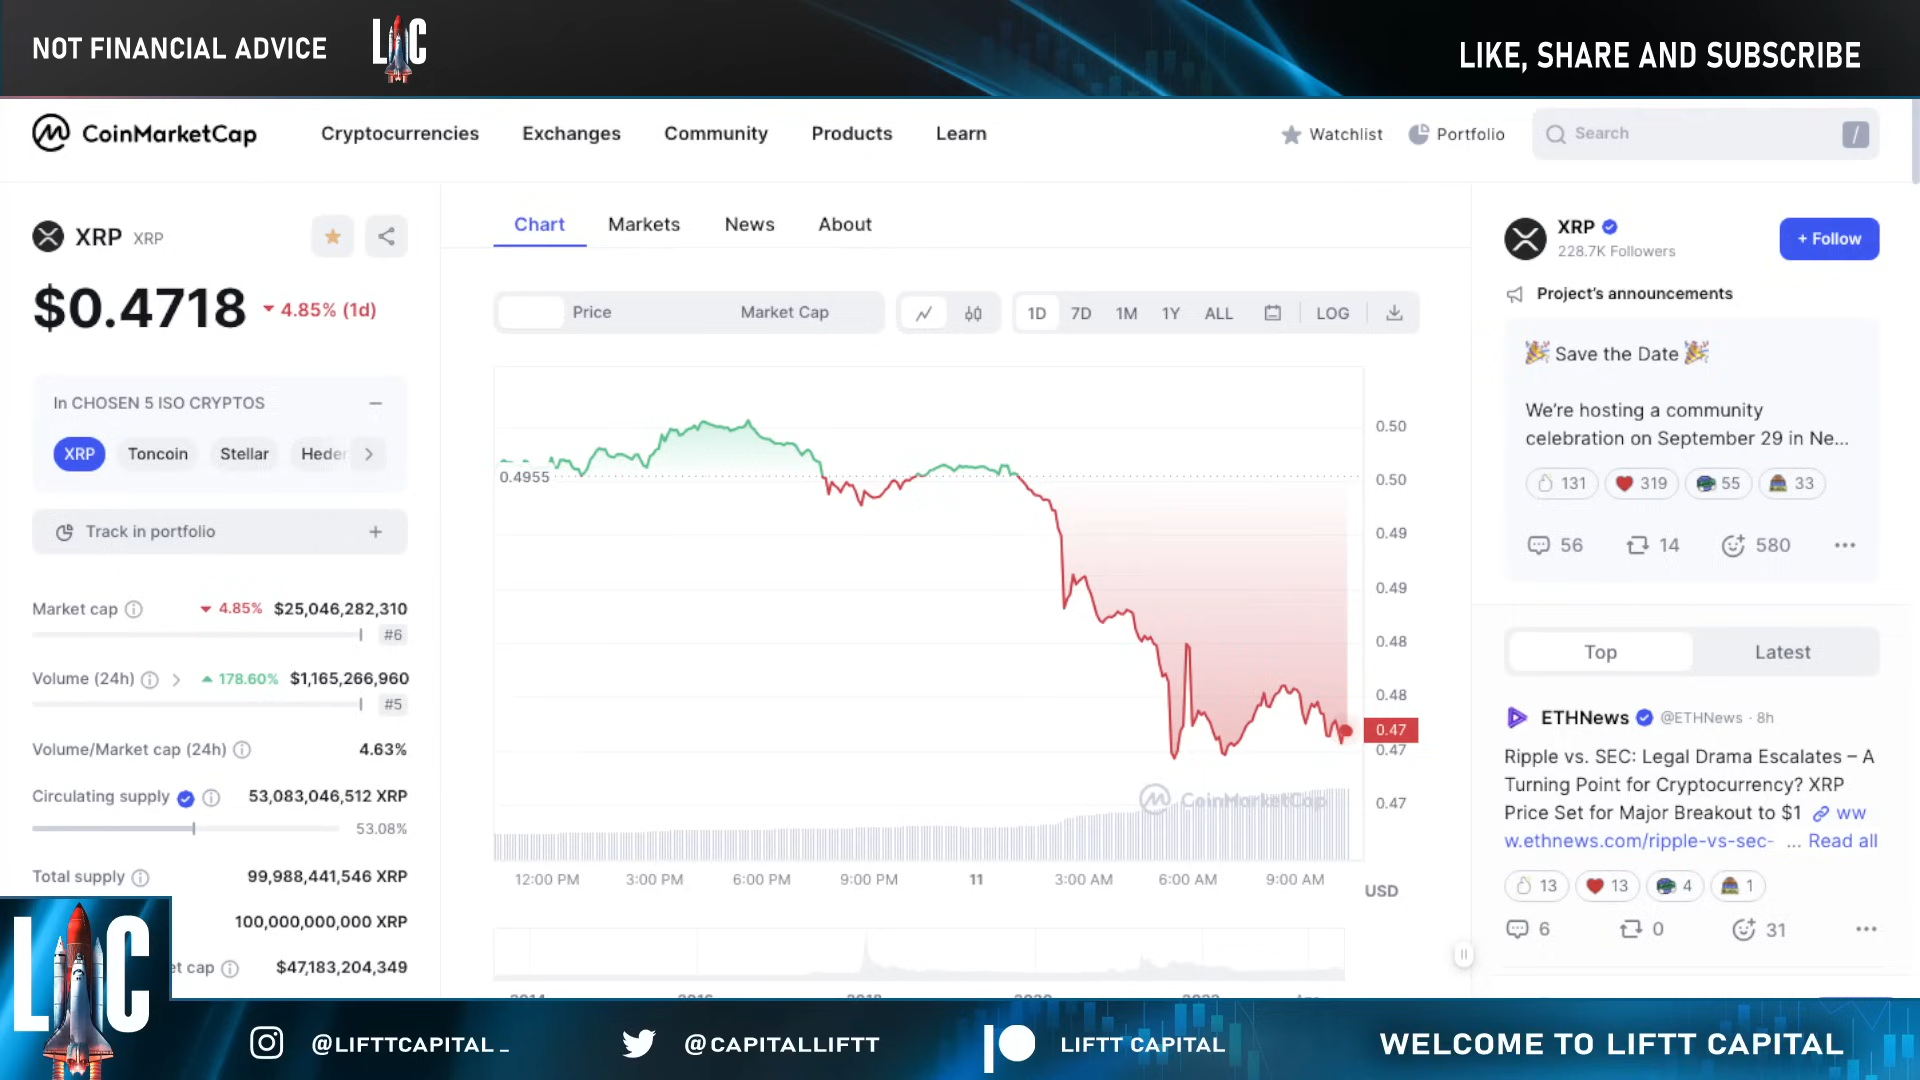 NOT FINANCIAL ADVICE
LC
LIKE, SHARE AND SUBSCRIBE
CoinMarketCap
Cryptocurrencies
Exchanges
Community
Products
Learn
Watchlist
Portfolio
Search
/
XRP XRP
$0.4718
4.85% (1d)
In CHOSEN 5 ISO CRYPTOS
XRP
Toncoin
Stellar
Heder
Track in portfolio
+
Market cap
4.85% $25,046,282,310
#6
Volume (24h)
178.60% $1,165,266,960
#5
Volume/Market cap (24h)
4.63%
Circulating supply
53,083,046,512 XRP
53.08%
Total supply
99,988,441,546 XRP
100,000,000,000 XRP
et cap
$47,183,204,349
Chart
Markets
News
About
Price
Market Cap
1D
7D
1M
1Y
ALL
LOG
0.4955
0.50
0.50
0.49
0.49
0.48
0.48
0.47
0.47
0.47
CoinMarketCap
12:00 PM
3:00 PM
6:00 PM
9:00 PM
11
3:00 AM
6:00 AM
9:00 AM
USD
XRP
228.7K Followers
+ Follow
Project's announcements
Save the Date
We're hosting a community
celebration on September 29 in Ne...
131
319
55
33
56
14
580
Top
Latest
ETHNews @ETHNews · 8h
Ripple vs. SEC: Legal Drama Escalates – A
Turning Point for Cryptocurrency? XRP
Price Set for Major Breakout to $1 ww
w.ethnews.com/ripple-vs-sec- ... Read all
13
13
4
1
6
0
31
LC
@LIFTTCAPITAL_
@CAPITALLIFTT
LIFTT CAPITAL
WELCOME TO LIFTT CAPITAL